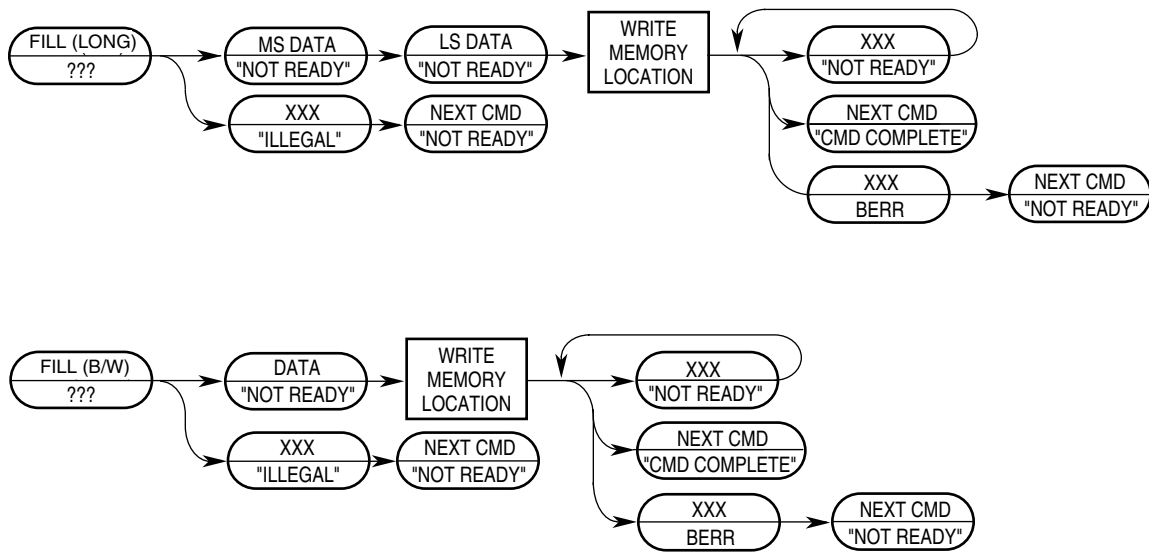 FILL (LONG)
???
MS DATA
"NOT READY"
LS DATA
"NOT READY"
WRITE
MEMORY
LOCATION
XXX
"NOT READY"
XXX
"ILLEGAL"
NEXT CMD
"NOT READY"
NEXT CMD
"CMD COMPLETE"
XXX
BERR
NEXT CMD
"NOT READY"
FILL (B/W)
???
DATA
"NOT READY"
WRITE
MEMORY
LOCATION
XXX
"NOT READY"
XXX
"ILLEGAL"
NEXT CMD
"NOT READY"
NEXT CMD
"CMD COMPLETE"
XXX
BERR
NEXT CMD
"NOT READY"